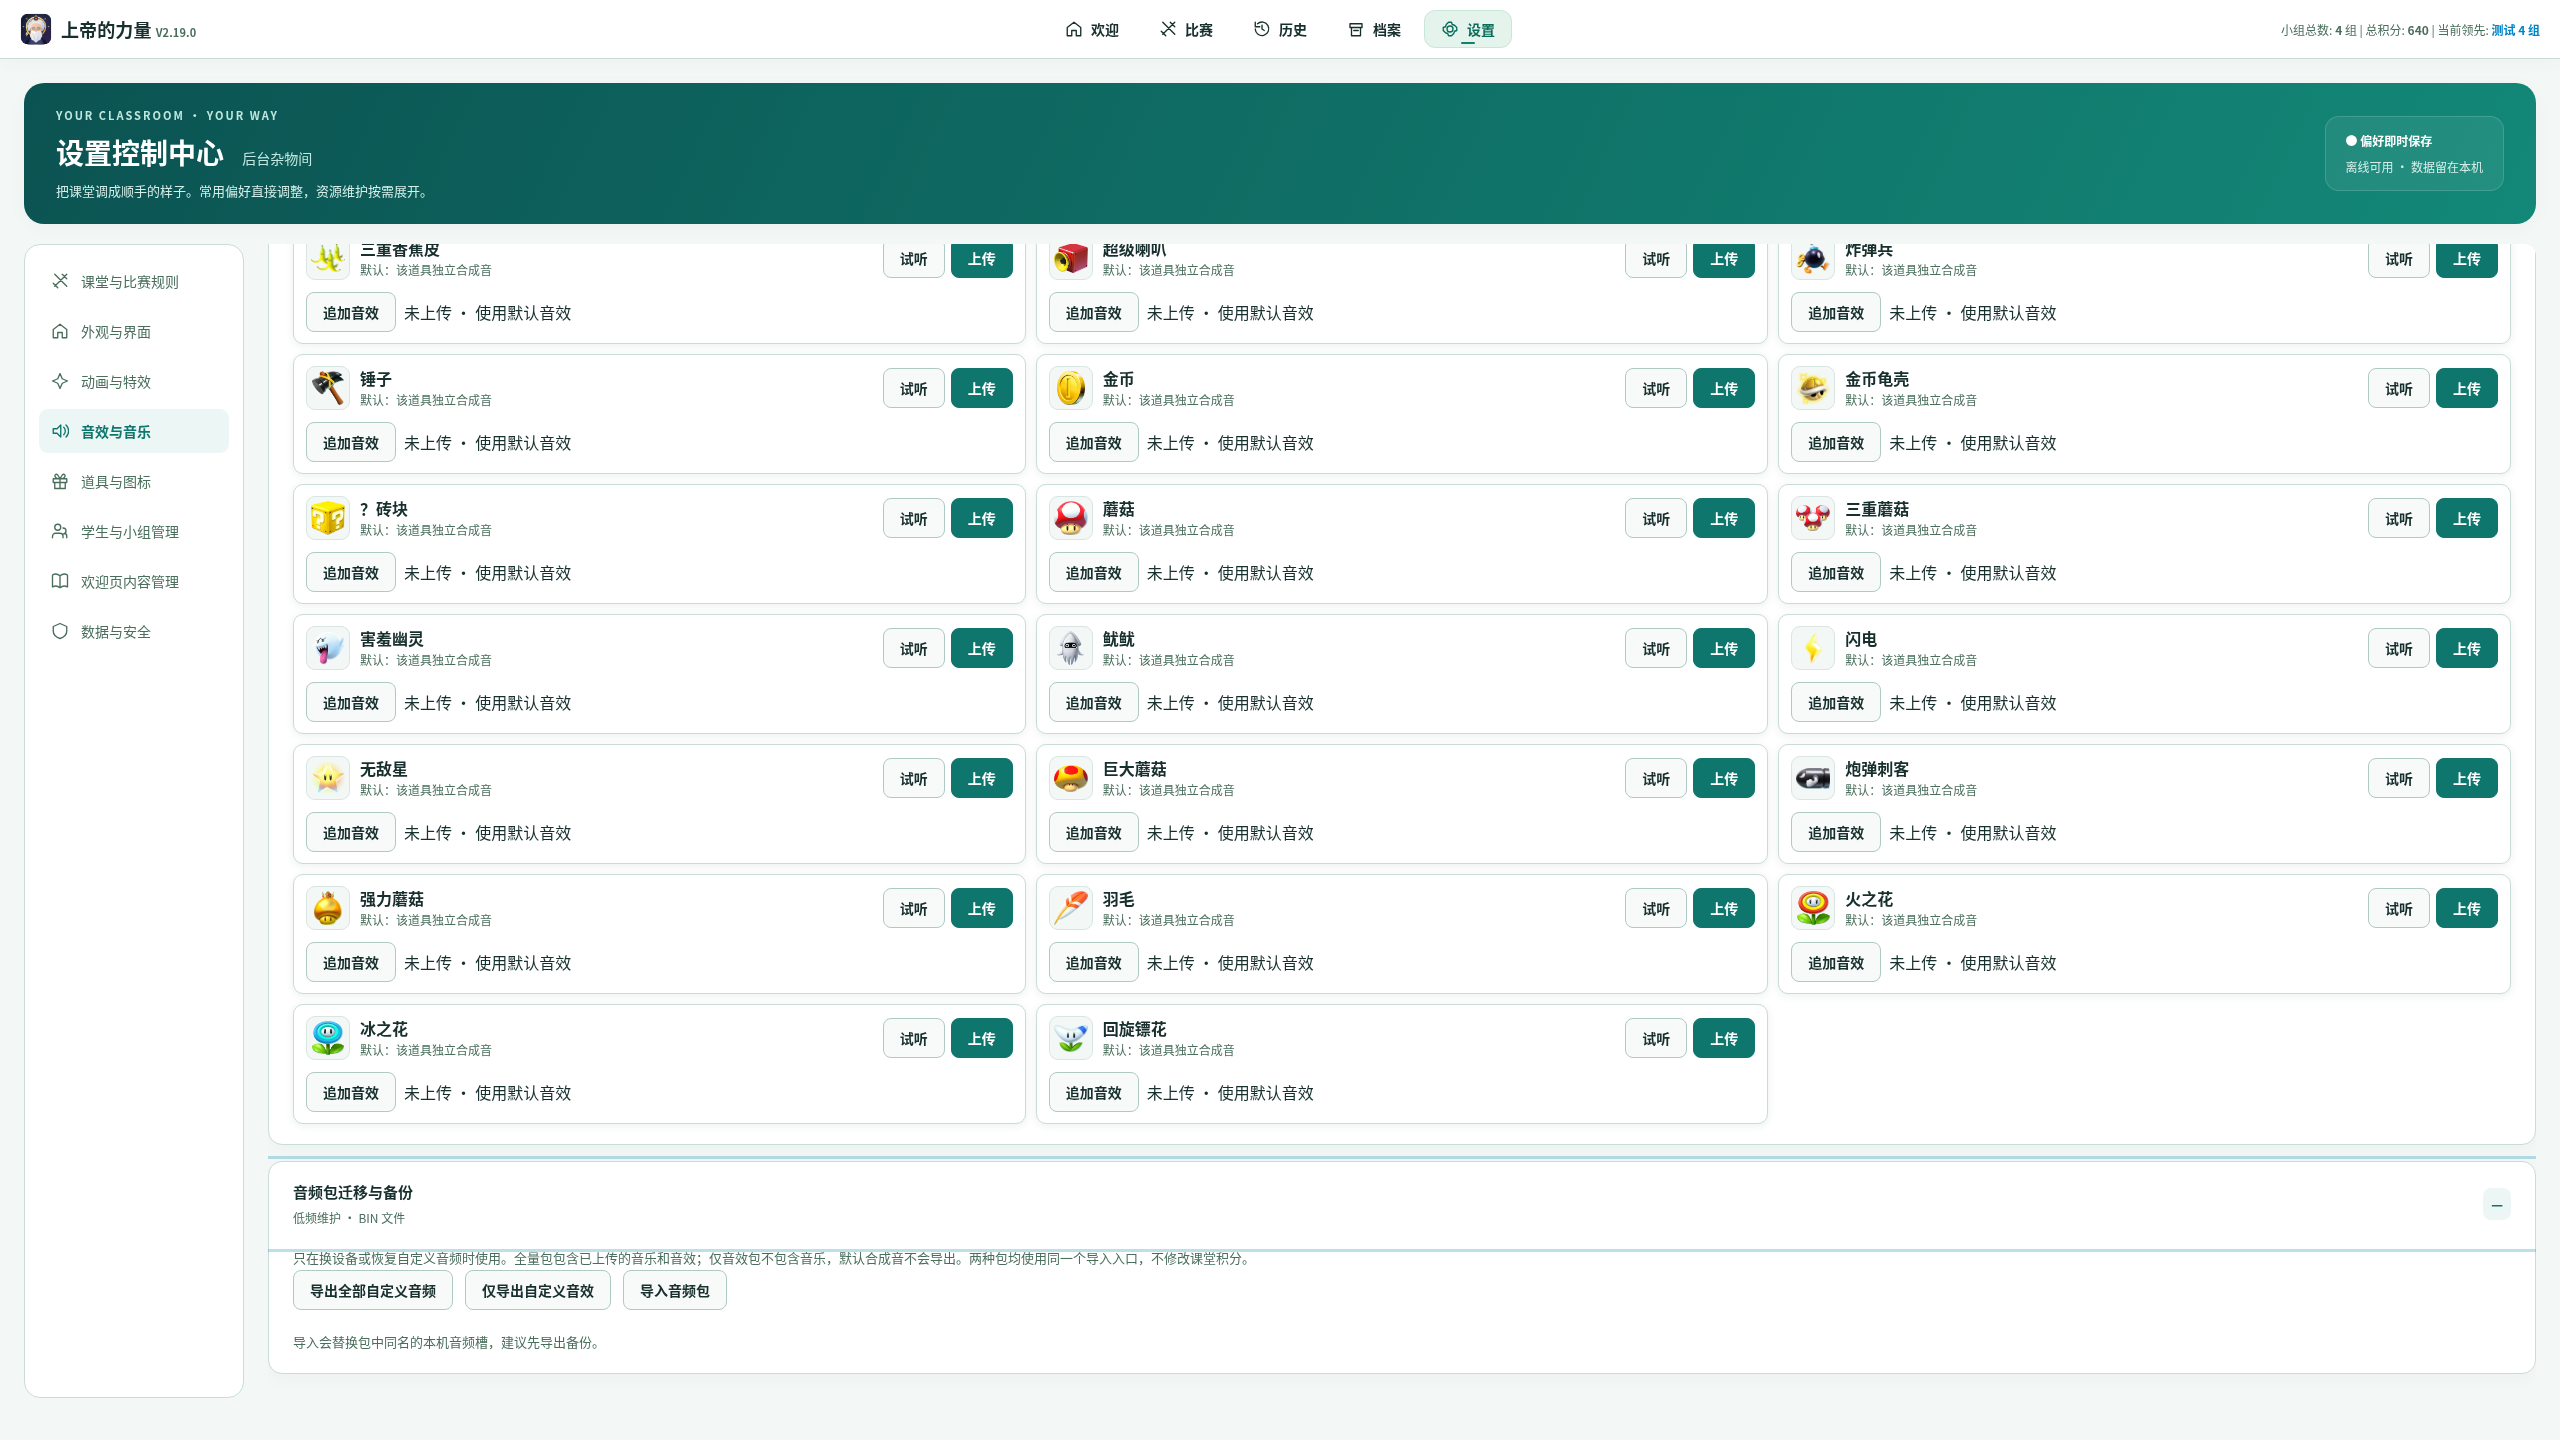 上帝的力量 V2.19.0
欢迎
比赛
历史
档案
设置
小组总数: 4 组 | 总积分: 640 | 当前领先: 测试 4 组
YOUR CLASSROOM · YOUR WAY
设置控制中心 后台杂物间
把课堂调成顺手的样子。常用偏好直接调整，资源维护按需展开。
偏好即时保存
离线可用 · 数据留在本机
课堂与比赛规则
外观与界面
动画与特效
音效与音乐
道具与图标
学生与小组管理
欢迎页内容管理
数据与安全
三重香蕉皮
默认：该道具独立合成音
试听 上传
追加音效 未上传 · 使用默认音效
超级喇叭
默认：该道具独立合成音
试听 上传
追加音效 未上传 · 使用默认音效
炸弹兵
默认：该道具独立合成音
试听 上传
追加音效 未上传 · 使用默认音效
锤子
默认：该道具独立合成音
试听 上传
追加音效 未上传 · 使用默认音效
金币
默认：该道具独立合成音
试听 上传
追加音效 未上传 · 使用默认音效
金币龟壳
默认：该道具独立合成音
试听 上传
追加音效 未上传 · 使用默认音效
？砖块
默认：该道具独立合成音
试听 上传
追加音效 未上传 · 使用默认音效
蘑菇
默认：该道具独立合成音
试听 上传
追加音效 未上传 · 使用默认音效
三重蘑菇
默认：该道具独立合成音
试听 上传
追加音效 未上传 · 使用默认音效
害羞幽灵
默认：该道具独立合成音
试听 上传
追加音效 未上传 · 使用默认音效
鱿鱿
默认：该道具独立合成音
试听 上传
追加音效 未上传 · 使用默认音效
闪电
默认：该道具独立合成音
试听 上传
追加音效 未上传 · 使用默认音效
无敌星
默认：该道具独立合成音
试听 上传
追加音效 未上传 · 使用默认音效
巨大蘑菇
默认：该道具独立合成音
试听 上传
追加音效 未上传 · 使用默认音效
炮弹刺客
默认：该道具独立合成音
试听 上传
追加音效 未上传 · 使用默认音效
强力蘑菇
默认：该道具独立合成音
试听 上传
追加音效 未上传 · 使用默认音效
羽毛
默认：该道具独立合成音
试听 上传
追加音效 未上传 · 使用默认音效
火之花
默认：该道具独立合成音
试听 上传
追加音效 未上传 · 使用默认音效
冰之花
默认：该道具独立合成音
试听 上传
追加音效 未上传 · 使用默认音效
回旋镖花
默认：该道具独立合成音
试听 上传
追加音效 未上传 · 使用默认音效
音频包迁移与备份
低频维护 · BIN 文件
只在换设备或恢复自定义音频时使用。全量包包含已上传的音乐和音效；仅音效包不包含音乐，默认合成音不会导出。两种包均使用同一个导入入口，不修改课堂积分。
导出全部自定义音频 仅导出自定义音效 导入音频包
导入会替换包中同名的本机音频槽，建议先导出备份。